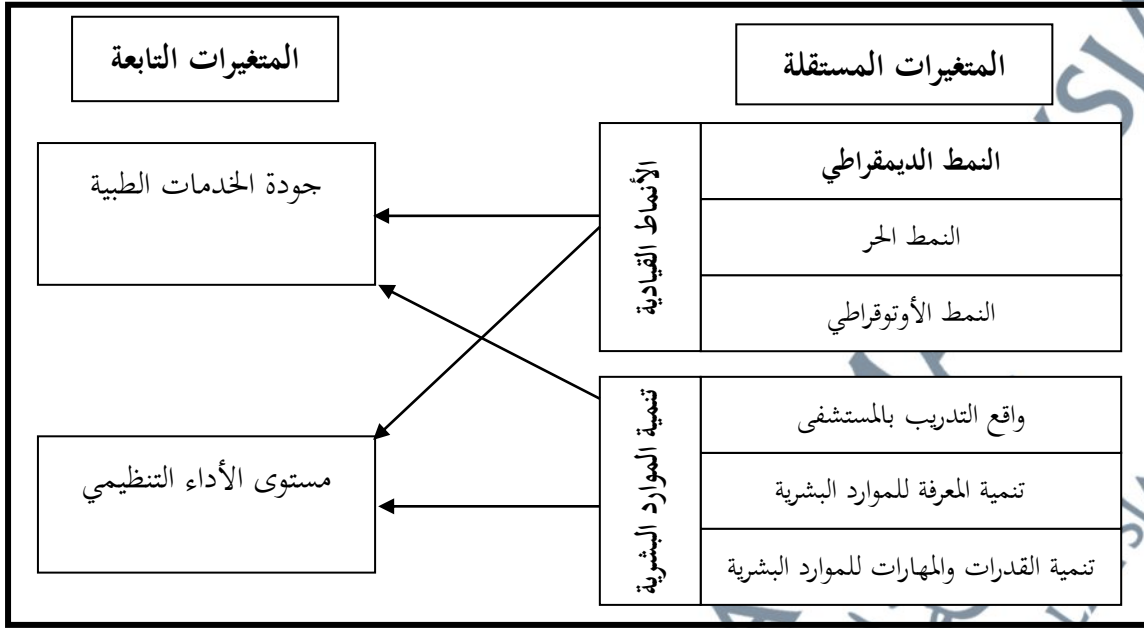 المتغيرات المستقلة
المتغيرات التابعة
الأنماط القيادية
النمط الديمقراطي
النمط الحر
النمط الأوتوقراطي
تنمية الموارد البشرية
واقع التدريب بالمستشفى
تنمية المعرفة للموارد البشرية
تنمية القدرات والمهارات للموارد البشرية
جودة الخدمات الطبية
مستوى الأداء التنظيمي